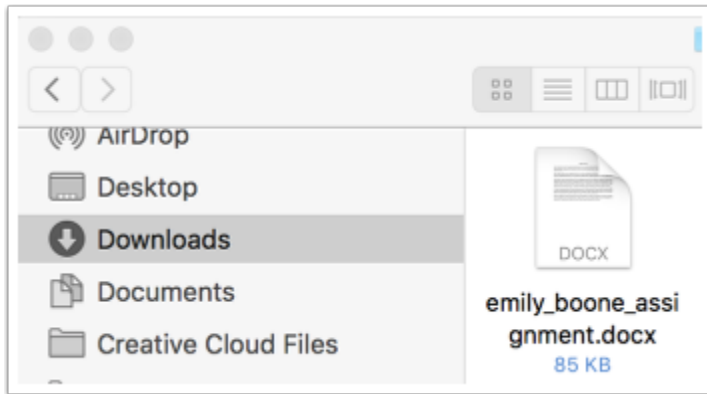 AirDrop
Desktop
Downloads
Documents
Creative Cloud Files
DOCX
emily_boone_assi
gnment.docx
85 KB